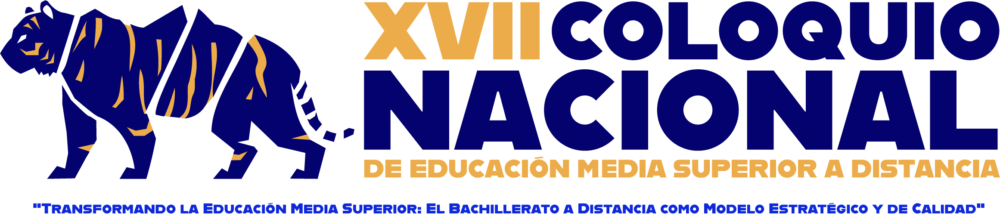 XVII COLOQUIO
NACIONAL
DE EDUCACIÓN MEDIA SUPERIOR A DISTANCIA
"TRANSFORMANDO LA EDUCACIÓN MEDIA SUPERIOR: EL BACHILLERATO A DISTANCIA COMO MODELO ESTRATÉGICO Y DE CALIDAD"